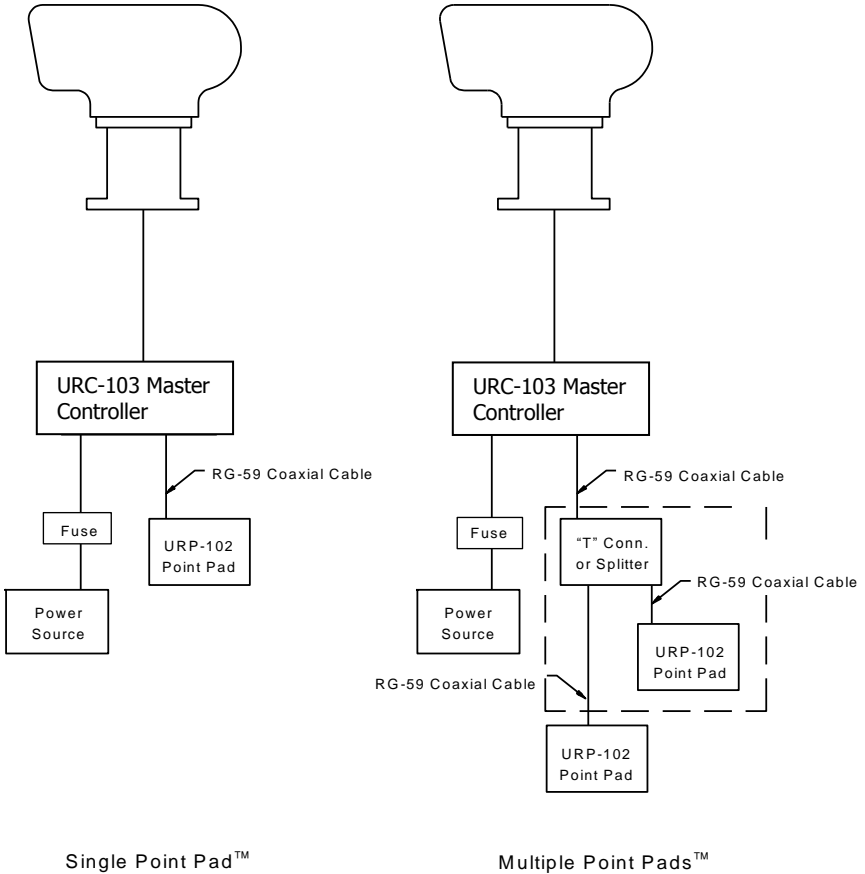 URC-103 Master
Controller
RG-59 Coaxial Cable
Fuse
URP-102
Point Pad
Power
Source
Single Point Pad™
URC-103 Master
Controller
RG-59 Coaxial Cable
Fuse
“T” Conn.
or Splitter
RG-59 Coaxial Cable
Power
Source
URP-102
Point Pad
RG-59 Coaxial Cable
URP-102
Point Pad
Multiple Point Pads™